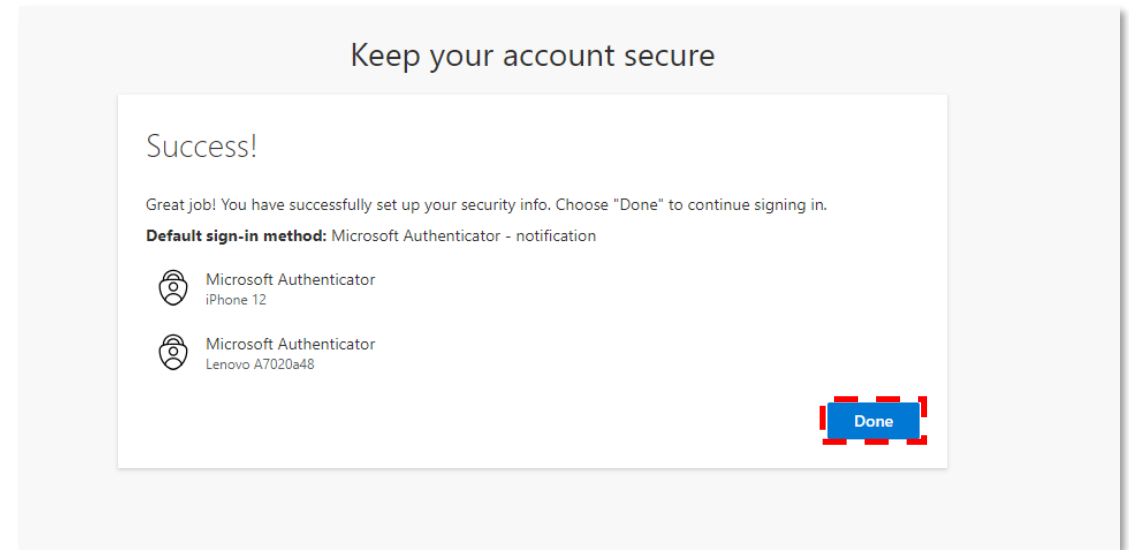 Keep your account secure
Success!
Great job! You have successfully set up your security info. Choose "Done" to continue signing in.
Default sign-in method: Microsoft Authenticator - notification
Microsoft Authenticator
iPhone 12
Microsoft Authenticator
Lenovo A7020a48
Done